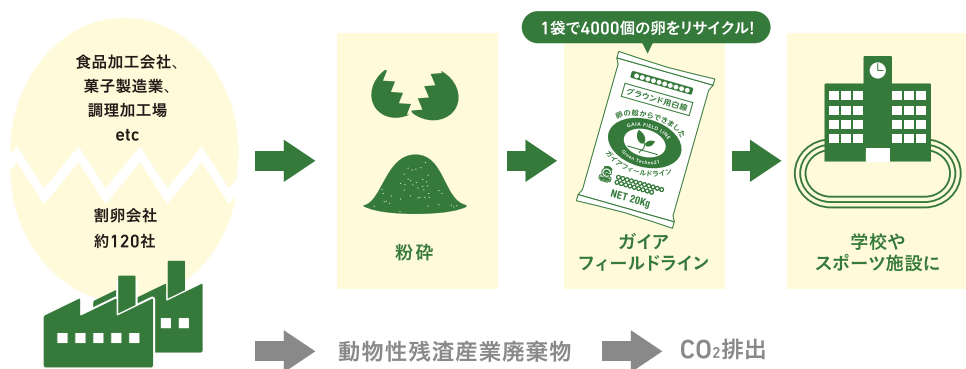 食品加工会社、
菓子製造業、
調理加工場
etc
割卵会社
約120社
粉砕
1袋で4000個の卵をリサイクル!
グラウンド用白線
卵の殻からできました
GAIA FIELD LINE
Green Techno21
ガイアフィールドライン
NET 20Kg
ガイア
フィールドライン
学校や
スポーツ施設に
動物性残渣産業廃棄物
CO2排出